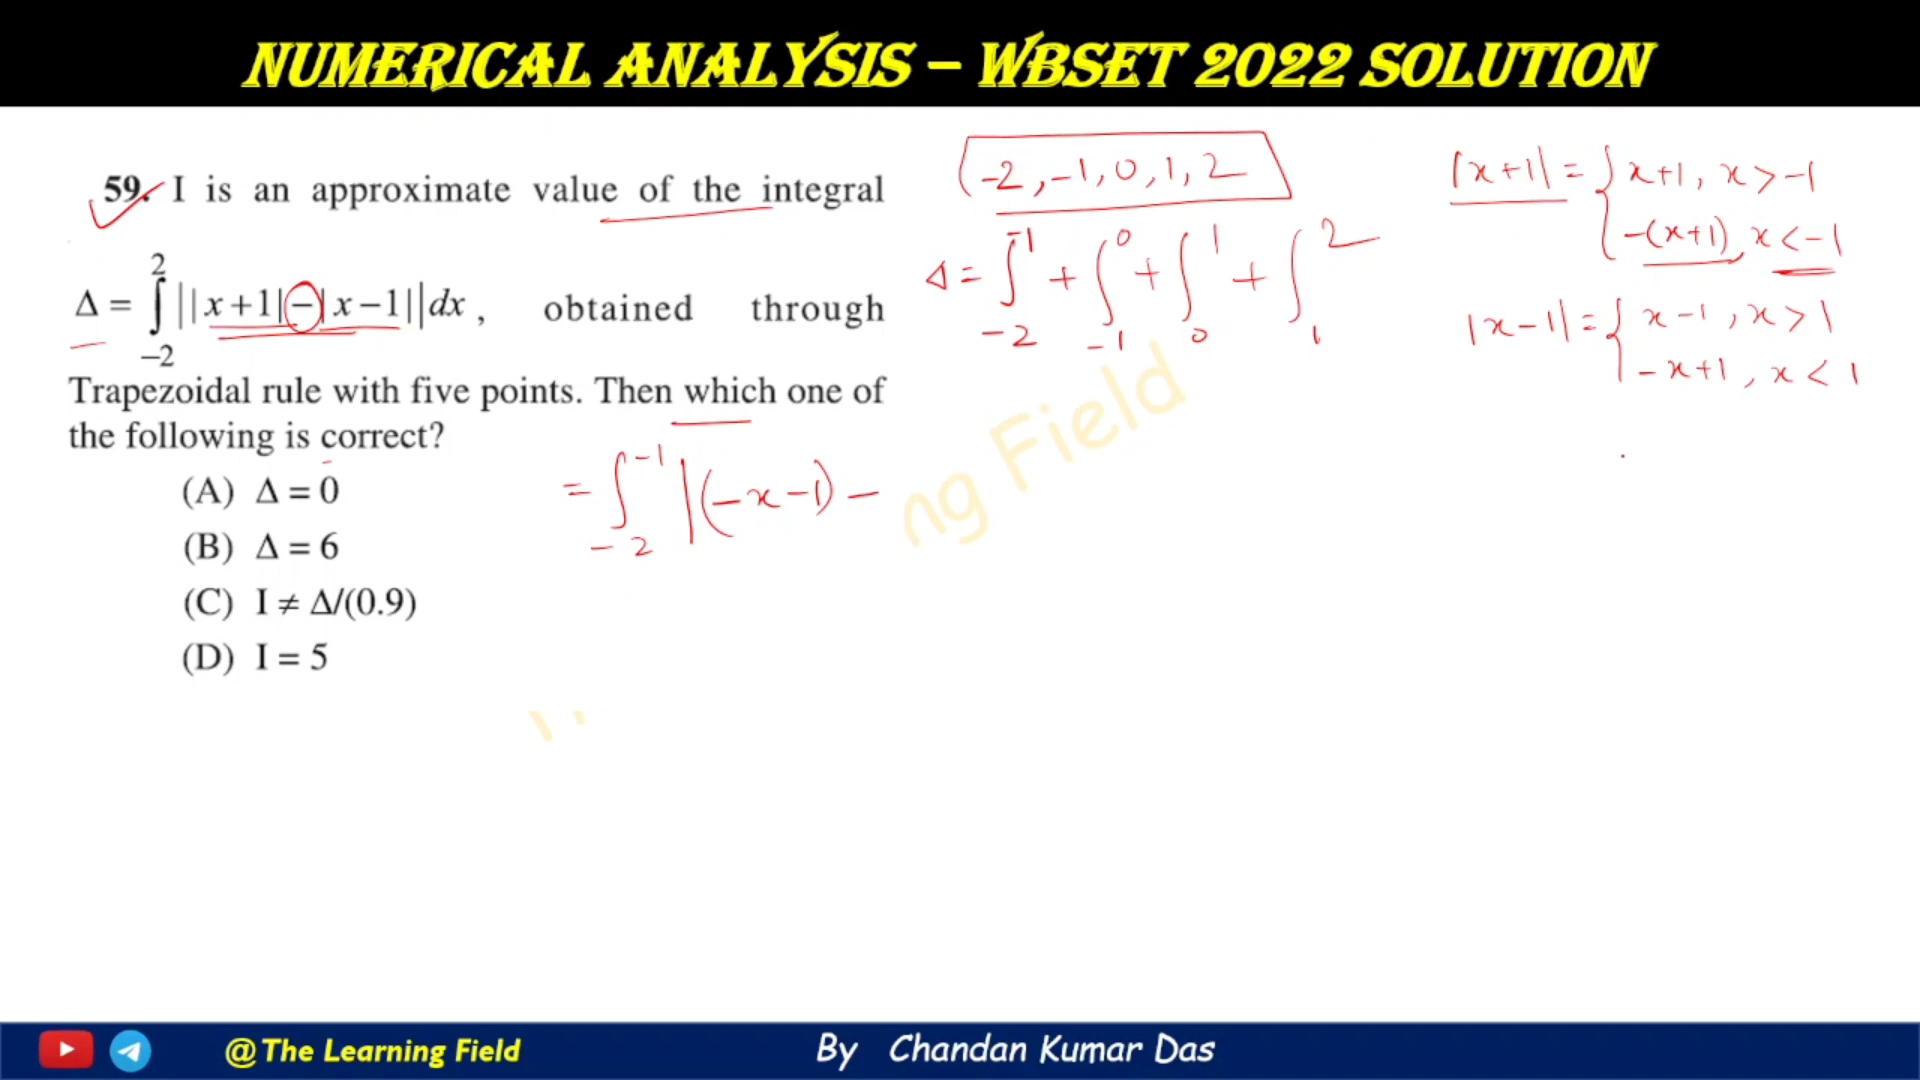 NUMERICAL ANALYSIS – WBSET 2022 SOLUTION
59. I is an approximate value of the integral
Δ = ∫_{-2}^{2} ||x+1|−|x−1||dx, obtained through
Trapezoidal rule with five points. Then which one of
the following is correct?
(A) Δ = 0
(B) Δ = 6
(C) I ≠ Δ/(0.9)
(D) I = 5
(-2, -1, 0, 1, 2
Δ = ∫_{-2}^{-1} + ∫_{-1}^{0} + ∫_{0}^{1} + ∫_{1}^{2}
|x+1| = { x+1, x > -1
-(x+1), x < -1
|x-1| = { x-1, x > 1
-x+1, x < 1
= ∫_{-2}^{-1} |(-x-1) -
ng Field
@The Learning Field
By Chandan Kumar Das